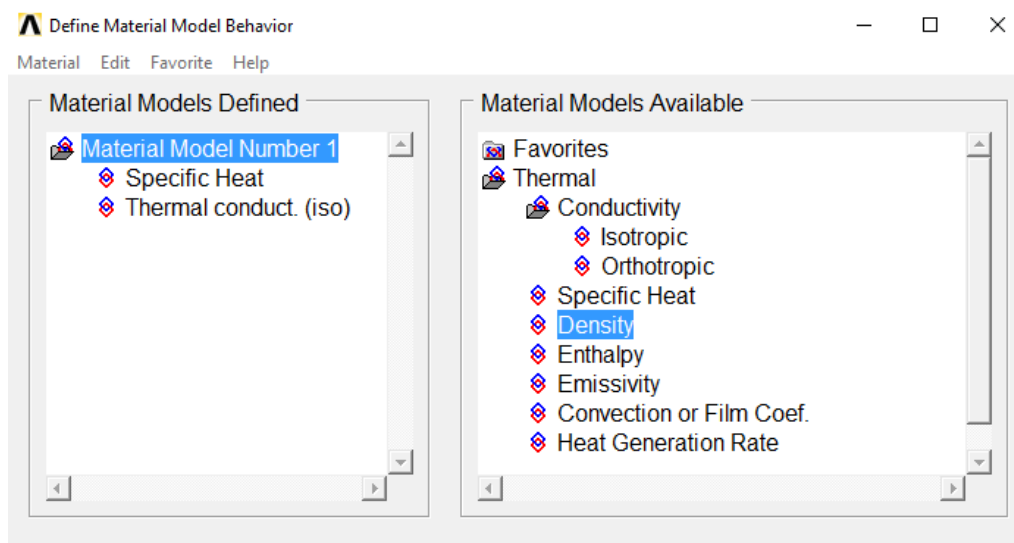 Define Material Model Behavior
Material Edit Favorite Help
Material Models Defined
Material Model Number 1
Specific Heat
Thermal conduct. (iso)
Material Models Available
Favorites
Thermal
Conductivity
Isotropic
Orthotropic
Specific Heat
Density
Enthalpy
Emissivity
Convection or Film Coef.
Heat Generation Rate